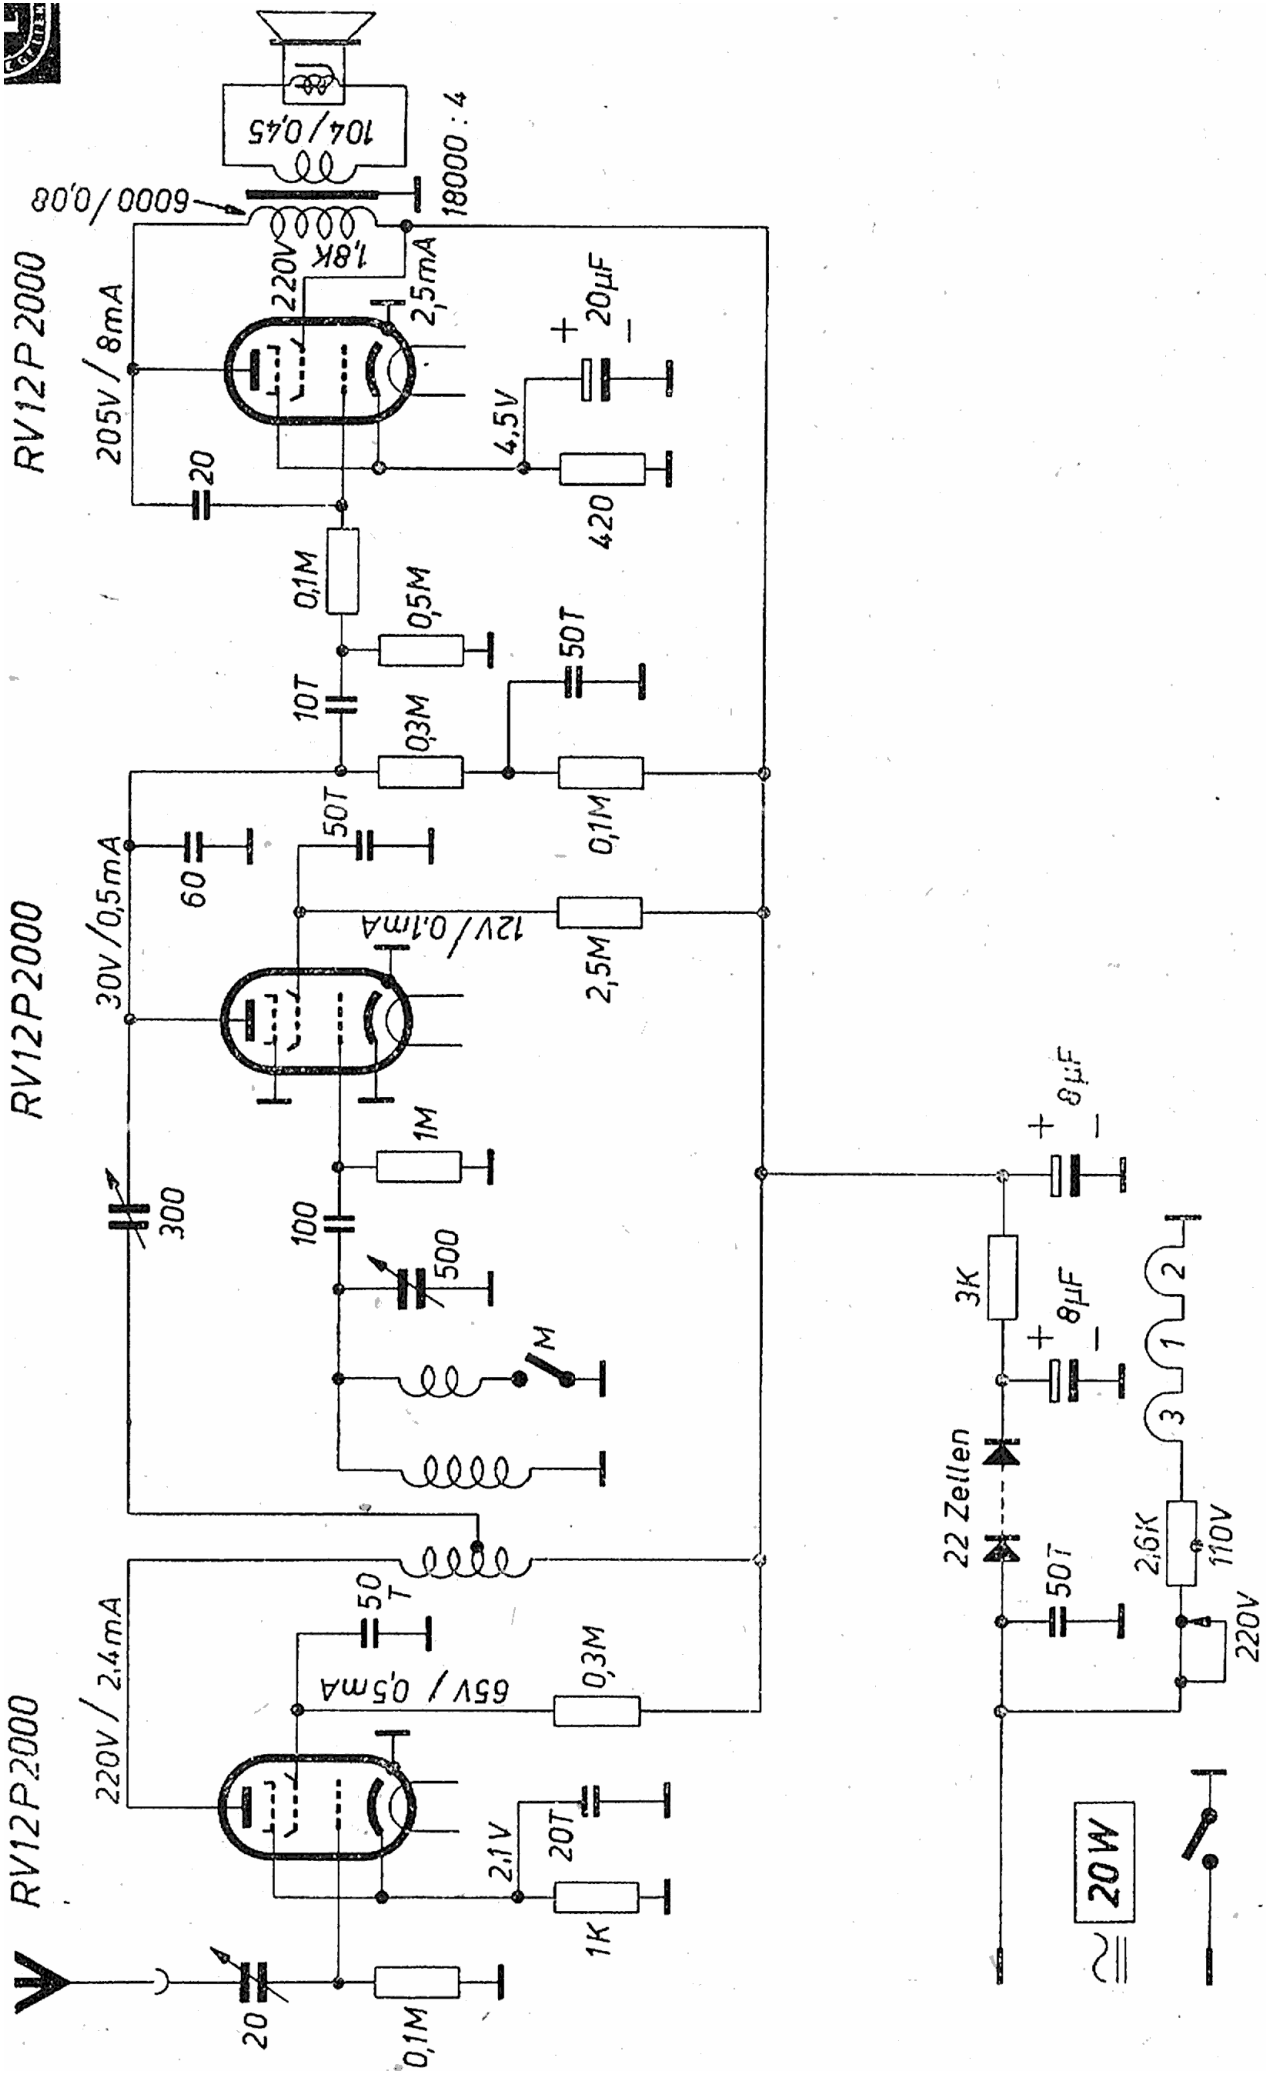 RV12P2000
RV12P2000
RV12P2000
220V / 2,4mA
30V/0,5mA
205V / 8mA
6000/0,08
104/0,45
18000 : 4
20
0,1M
2,1V
1K
20T
65V / 0,5mA
50
T
0,3M
300
M
500
100
1M
60
12V/0,1mA
50T
2,5M
0,3M
0,1M
50T
10T
0,5M
0,1M
20
220V
1,8K
2,5mA
4,5V
420
+
20µF
−
22 Zellen
50T
3K
+
8µF
−
+
8µF
−
2,6K
110V
220V
3
1
2
20W